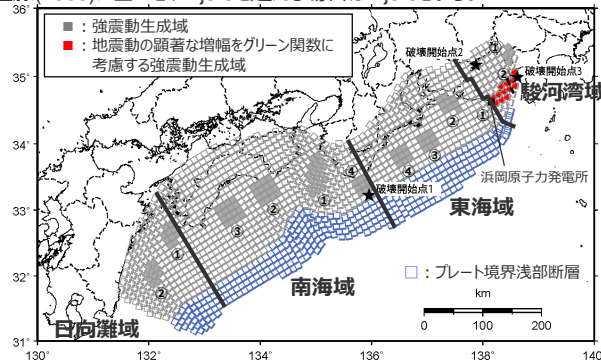 ：強震動生成域
：地震動の顕著な増幅をグリーン関数に
考慮する強震動生成域
破壊開始点2
破壊開始点3
駿河湾域
浜岡原子力発電所
破壊開始点1
東海域
南海域
日向灘域
：プレート境界浅部断層
km
0 100 200
① ② ① ② ③ ④ ④ ① ② ③ ① ②
36°
35°
34°
33°
32°
31°
130° 132° 134° 136° 138° 140